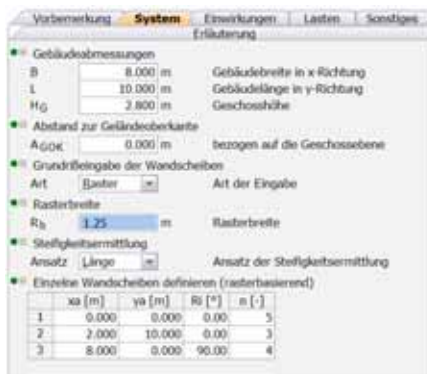 Vorbemerkung System Einwirkungen Lasten Sonstiges
Erläuterung
Gebäudeabmessungen
B 8.000 m Gebäudebreite in x-Richtung
L 10.000 m Gebäudelänge in y-Richtung
HG 2.800 m Geschosshöhe
Abstand zur Geländeoberkante
AGOK 0.000 m bezogen auf die Geschossebene
Grundrißeingabe der Wandscheiben
Art Raster Art der Eingabe
Rasterbreite
Rb 1.25 m Rasterbreite
Steifigkeitsermittlung
Ansatz Länge Ansatz der Steifigkeitsermittlung
Einzelne Wandscheiben definieren (rasterbasierend)
xa [m] ya [m] Ri [°] n [-]
1 0.000 0.000 0.00 5
2 2.000 10.000 0.00 3
3 8.000 0.000 90.00 4